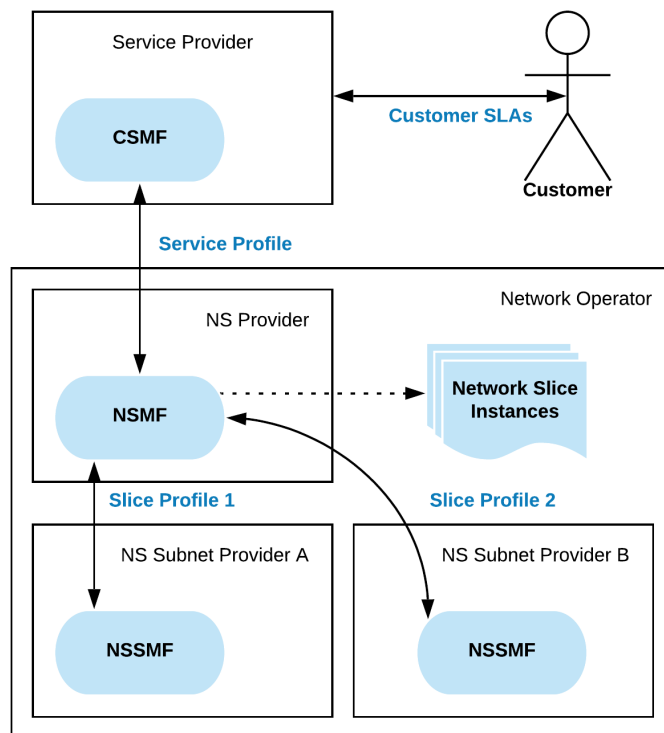 Service Provider
CSMF
Customer SLAs
Customer
Service Profile
Network Operator
NS Provider
NSMF
Network Slice
Instances
Slice Profile 1
Slice Profile 2
NS Subnet Provider A
NS Subnet Provider B
NSSMF
NSSMF